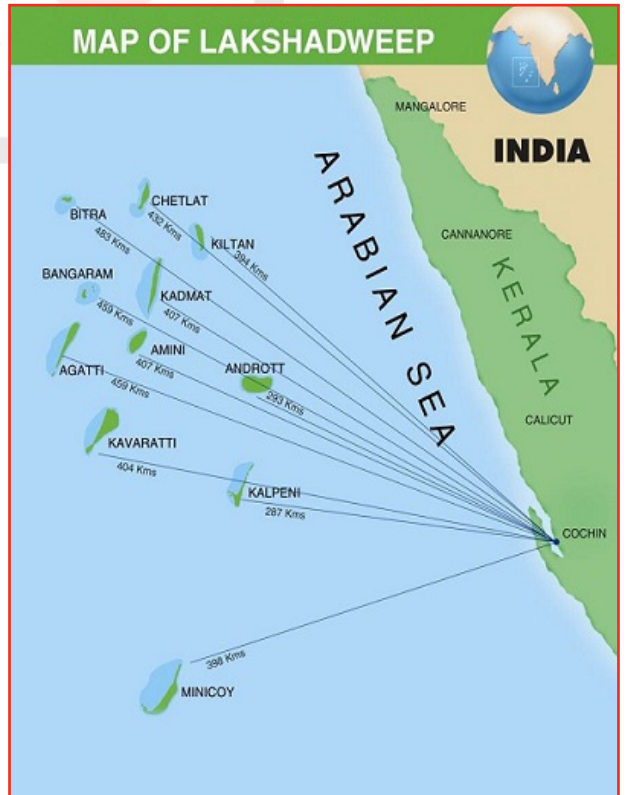 MAP OF LAKSHADWEEP
MANGALORE
INDIA
ARABIAN SEA
CHETLAT
432 Kms
BITRA
483 Kms
KILTAN
394 Kms
CANNANORE
KERALA
BANGARAM
459 Kms
KADMAT
407 Kms
AMINI
407 Kms
AGATTI
459 Kms
ANDROTT
293 Kms
CALICUT
KAVARATTI
404 Kms
KALPENI
287 Kms
COCHIN
398 Kms
MINICOY